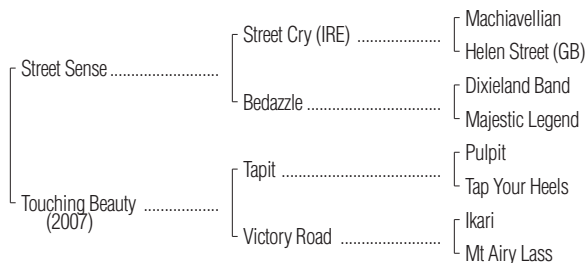 Machiavellian
Street Cry (IRE) ..................
Helen Street (GB)
Street Sense ........................
Dixieland Band
Bedazzle .............................
Majestic Legend
Pulpit
Tapit ...................................
Tap Your Heels
Touching Beauty ................
(2007)
Ikari
Victory Road ......................
Mt Airy Lass